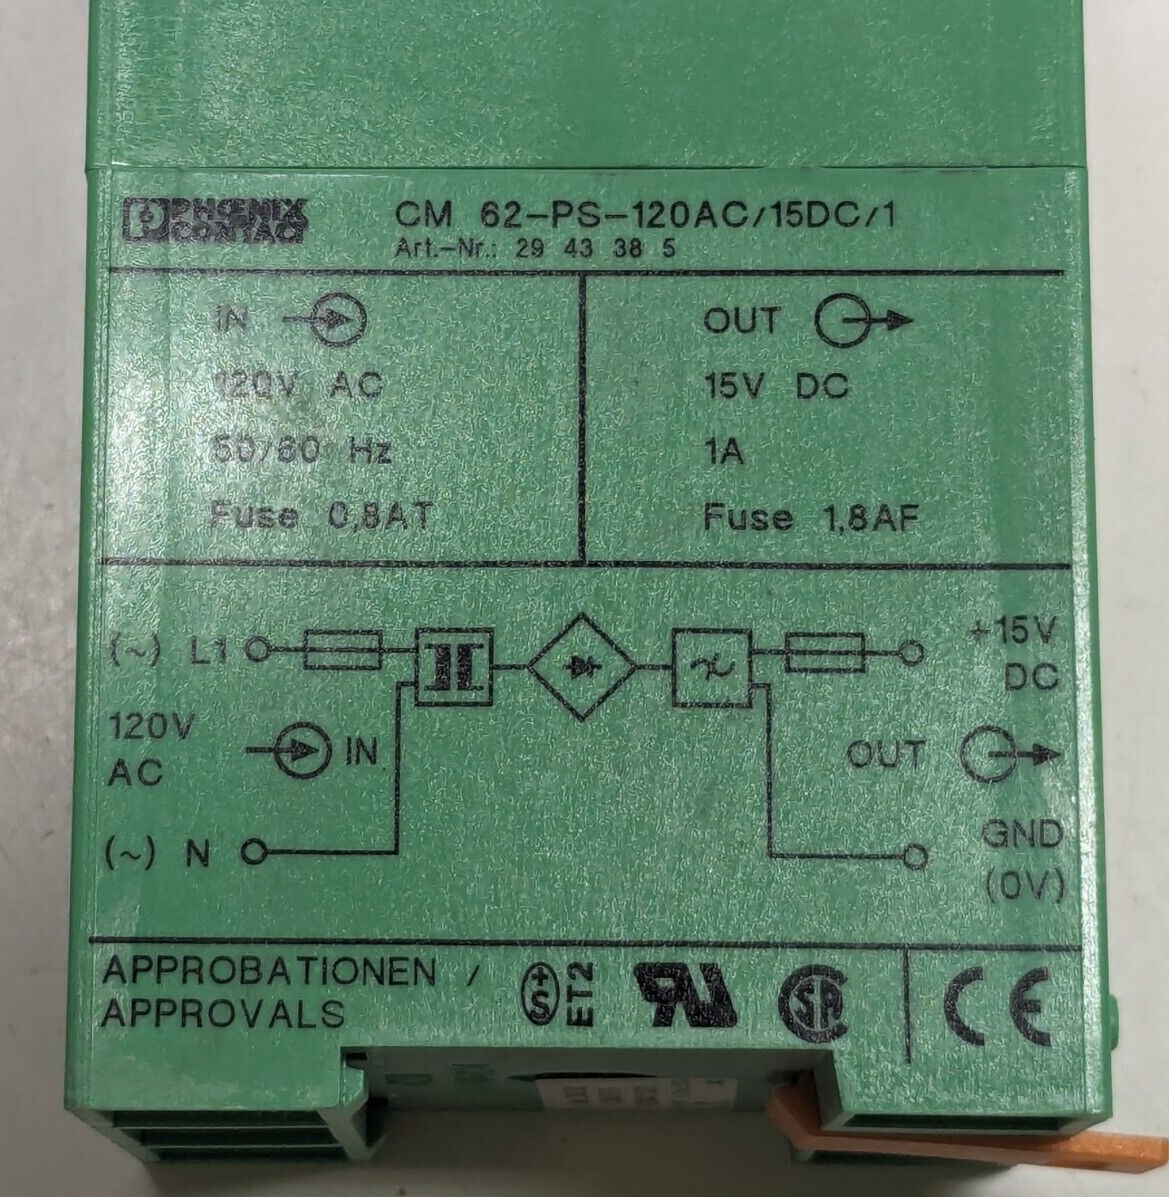 PHOENIX CONTACT
CM 62-PS-120AC/15DC/1
Art.-Nr.: 29 43 38 5
IN
120V AC
50/60 Hz
Fuse 0,8AT
OUT
15V DC
1A
Fuse 1,8AF
(~) L1
+15V
DC
120V
AC
IN
OUT
(~) N
GND
(0V)
APPROBATIONEN /
APPROVALS
S+
ET2
RU
SA
CE